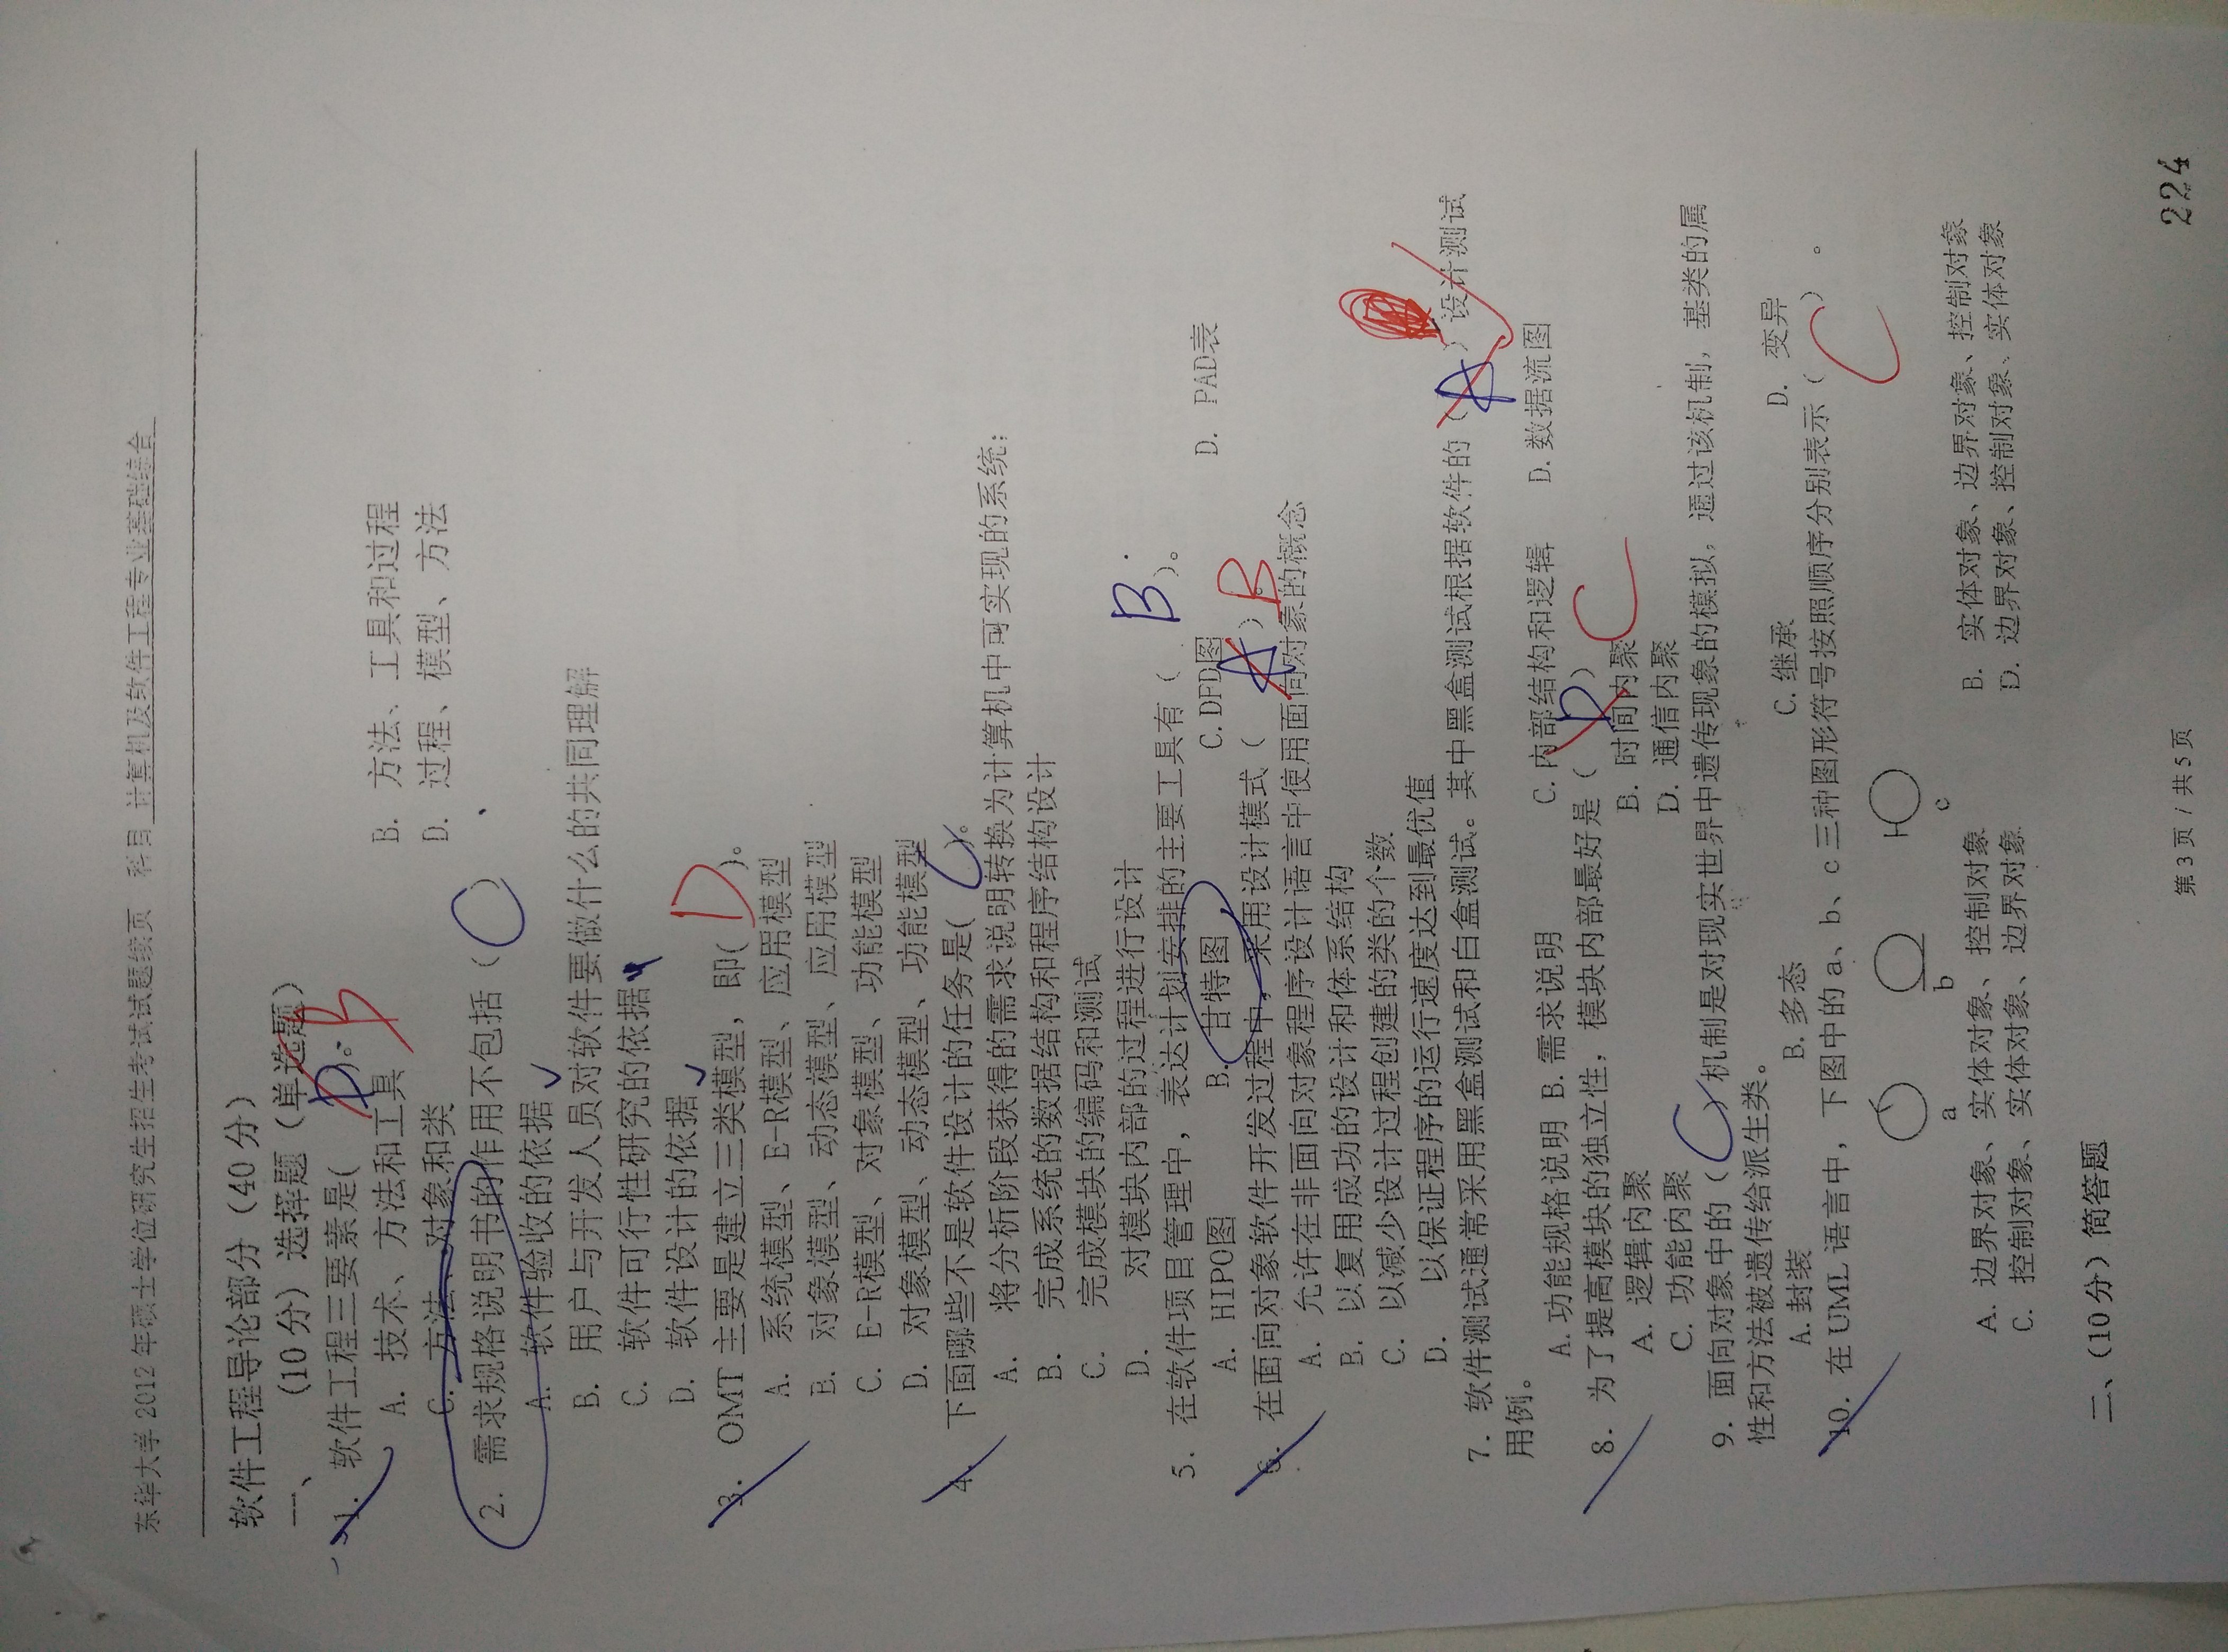 东华大学 2012 年硕士学位研究生招生考试试题续页 科目 计算机及软件工程专业基础综合
软件工程导论部分(40 分)
一、(10 分)选择题(单选题)
1. 软件工程三要素是( D )。 B
A. 技术、方法和工具 B. 方法、工具和过程
C. 方法、对象和类 D. 过程、模型、方法
2. 需求规格说明书的作用不包括( C )
A. 软件验收的依据 ✓
B. 用户与开发人员对软件要做什么的共同理解
C. 软件可行性研究的依据
D. 软件设计的依据 ✓
3. OMT 主要是建立三类模型,即( D )。
A. 系统模型、E-R模型、应用模型
B. 对象模型、动态模型、应用模型
C. E-R模型、对象模型、功能模型
D. 对象模型、动态模型、功能模型
4. 下面哪些不是软件设计的任务是( C )。
A. 将分析阶段获得的需求说明转换为计算机中可实现的系统;
B. 完成系统的数据结构和程序结构设计
C. 完成模块的编码和测试
D. 对模块内部的过程进行设计
5. 在软件项目管理中,表达计划安排的主要工具有( B )。
A. HIPO图 B. 甘特图 C. DFD图 D. PAD表
6. 在面向对象软件开发过程中,采用设计模式( A ) B
A. 允许在非面向对象程序设计语言中使用面向对象的概念
B. 以复用成功的设计和体系结构
C. 以减少设计过程创建的类的个数
D. 以保证程序的运行速度达到最优值
7. 软件测试通常采用黑盒测试和白盒测试。其中黑盒测试根据软件的( A )设计测试
用例。
A. 功能规格说明 B. 需求说明 C. 内部结构和逻辑 D. 数据流图
8. 为了提高模块的独立性,模块内部最好是( D ) C
A. 逻辑内聚 B. 时间内聚
C. 功能内聚 D. 通信内聚
9. 面向对象中的( C )机制是对现实世界中遗传现象的模拟,通过该机制,基类的属
性和方法被遗传给派生类。
A. 封装 B. 多态 C. 继承 D. 变异
10. 在 UML 语言中,下图中的 a、b、c 三种图形符号按照顺序分别表示( C )。
a b c
A. 边界对象、实体对象、控制对象 B. 实体对象、边界对象、控制对象
C. 控制对象、实体对象、边界对象 D. 边界对象、控制对象、实体对象
二、(10 分)简答题
第 3 页 / 共 5 页
224